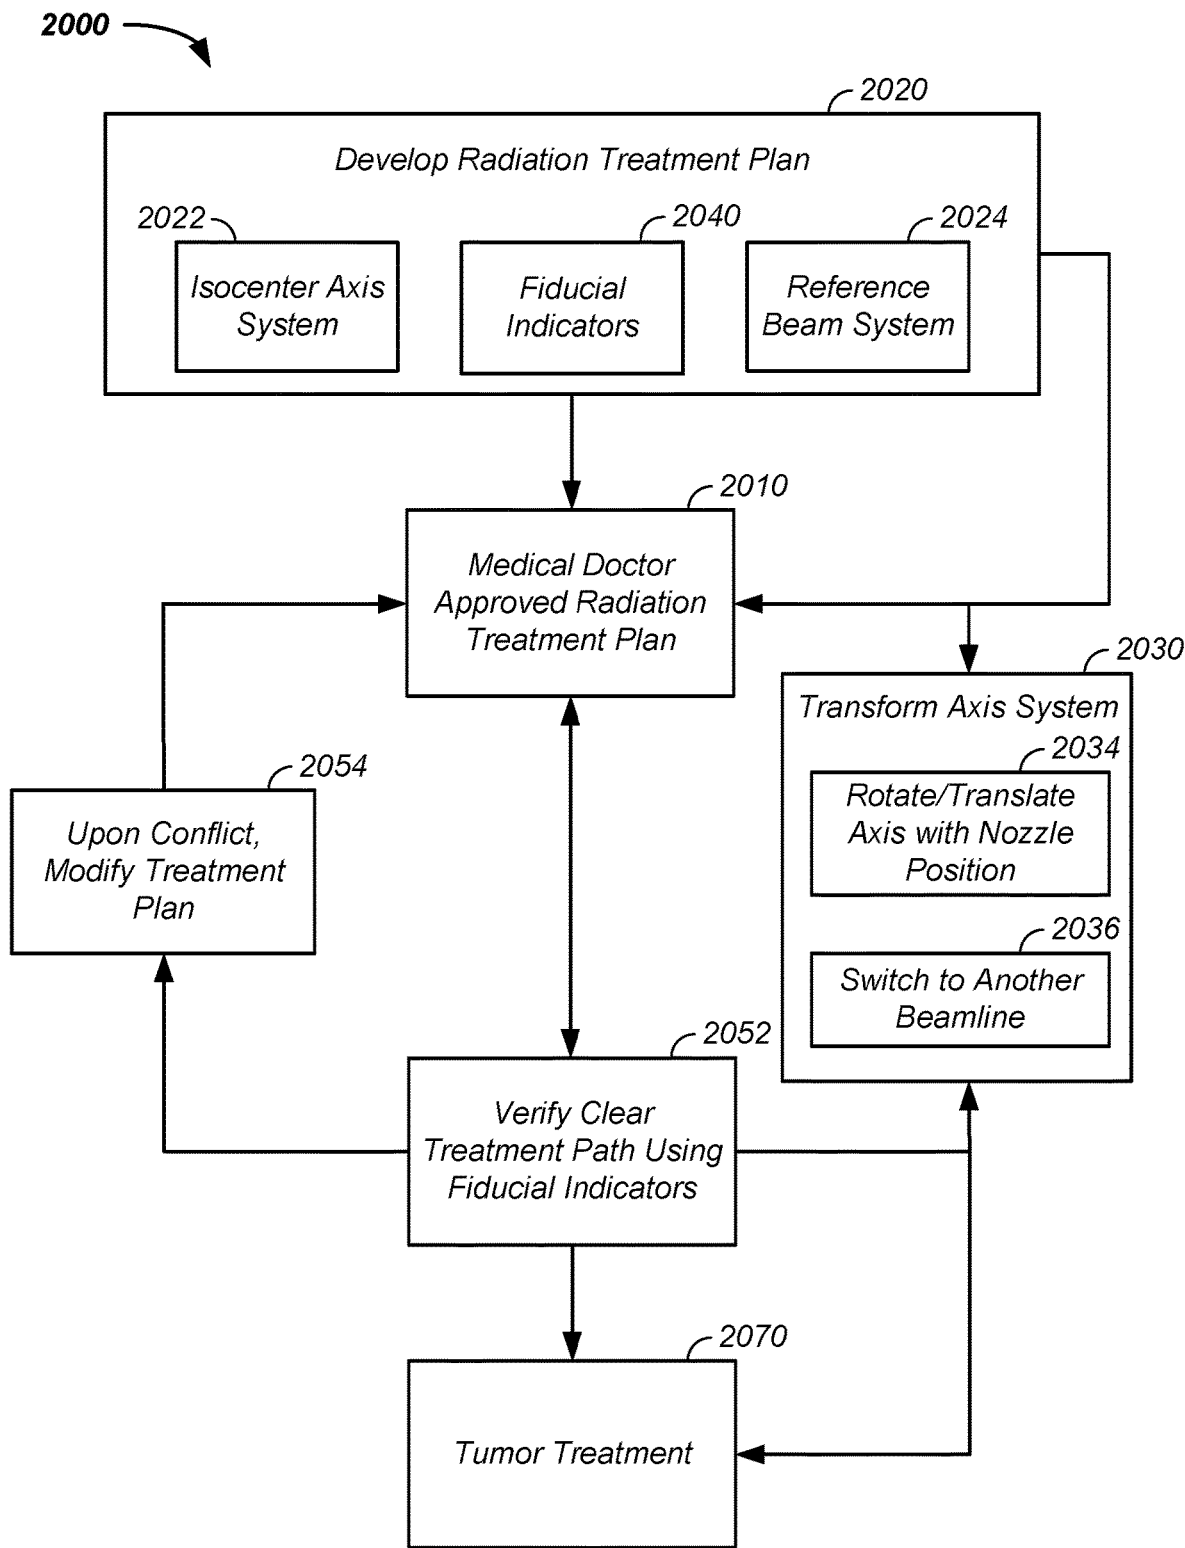 2000
2020
Develop Radiation Treatment Plan
2022
2040
2024
Isocenter Axis
System
Fiducial
Indicators
Reference
Beam System
2010
Medical Doctor
Approved Radiation
Treatment Plan
2030
Transform Axis System
2034
Rotate/Translate
Axis with Nozzle
Position
2036
Switch to Another
Beamline
2054
Upon Conflict,
Modify Treatment
Plan
2052
Verify Clear
Treatment Path Using
Fiducial Indicators
2070
Tumor Treatment